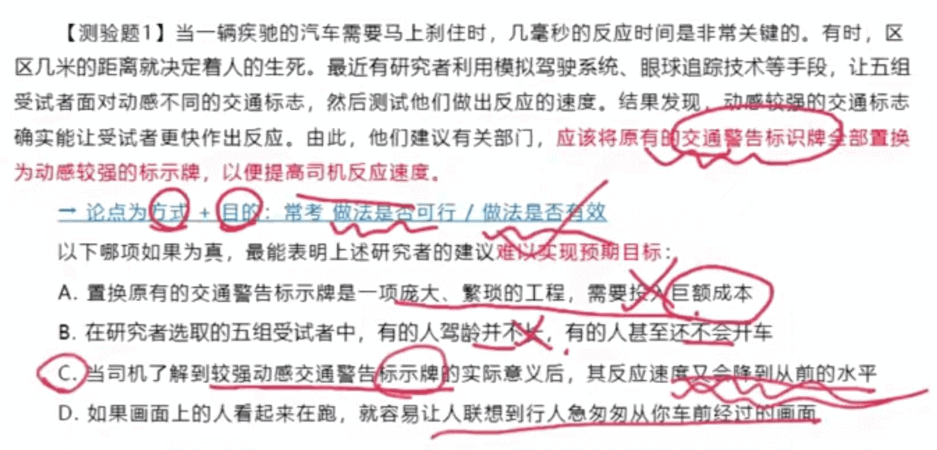 【测验题1】当一辆疾驰的汽车需要马上刹住时，几毫秒的反应时间是非常关键的。有时，区
区几米的距离就决定着人的生死。最近有研究者利用模拟驾驶系统、眼球追踪技术等手段，让五组
受试者面对动感不同的交通标志，然后测试他们做出反应的速度。结果发现，动感较强的交通标志
确实能让受试者更快作出反应。由此，他们建议有关部门，应该将原有的交通警告标识牌全部置换
为动感较强的标示牌，以便提高司机反应速度。
→ 论点为方式 + 目的：常考 做法是否可行 / 做法是否有效
以下哪项如果为真，最能表明上述研究者的建议难以实现预期目标：
A. 置换原有的交通警告标示牌是一项庞大、繁琐的工程，需要投入巨额成本
B. 在研究者选取的五组受试者中，有的人驾龄并不长，有的人甚至还不会开车
C. 当司机了解到较强动感交通警告标示牌的实际意义后，其反应速度又会降到从前的水平
D. 如果画面上的人看起来在跑，就容易让人联想到行人急匆匆从你车前经过的画面